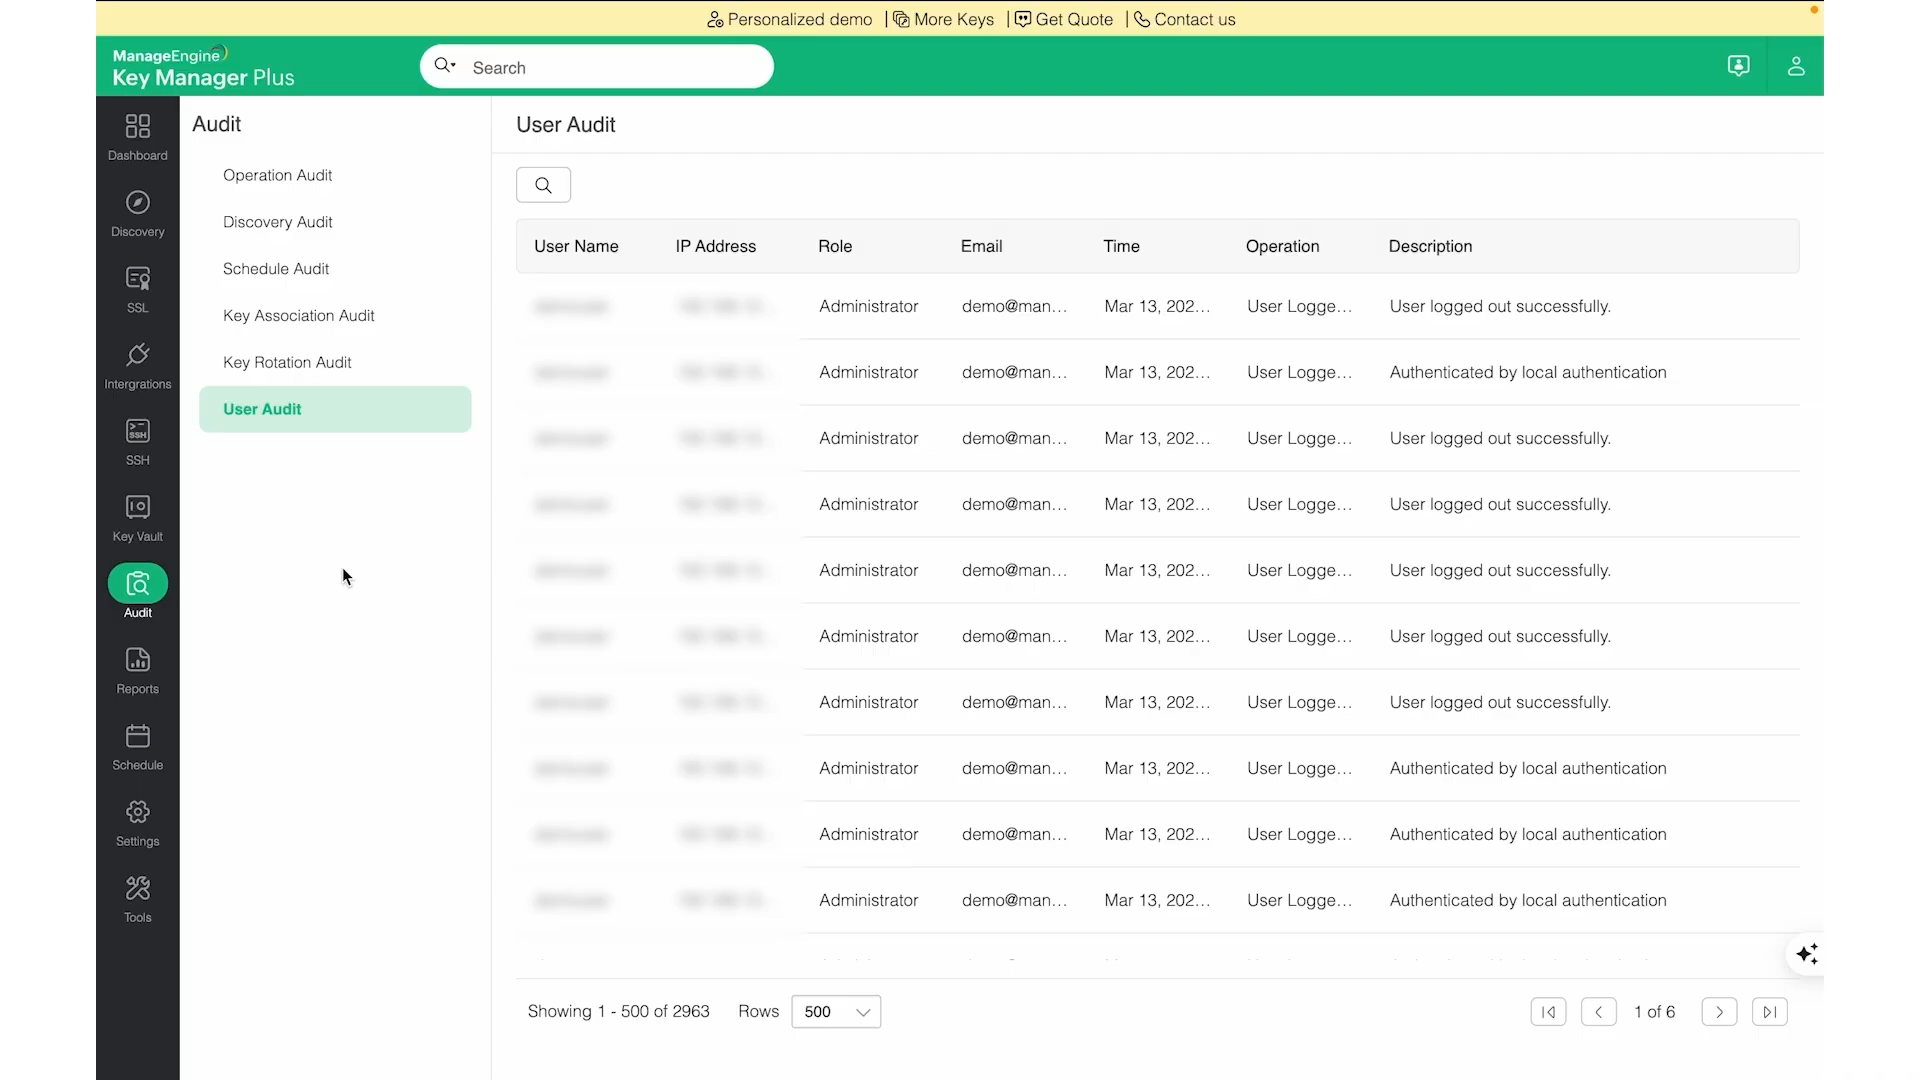 Personalized demo | More Keys | Get Quote | Contact us
ManageEngine
Key Manager Plus
Search
Dashboard
Discovery
SSL
Intergrations
SSH
SSH
Key Vault
Audit
Reports
Schedule
Settings
Tools
Audit
Operation Audit
Discovery Audit
Schedule Audit
Key Association Audit
Key Rotation Audit
User Audit
User Audit
User Name IP Address Role Email Time Operation Description
Administrator demo@man... Mar 13, 202... User Logge... User logged out successfully.
Administrator demo@man... Mar 13, 202... User Logge... Authenticated by local authentication
Administrator demo@man... Mar 13, 202... User Logge... User logged out successfully.
Administrator demo@man... Mar 13, 202... User Logge... User logged out successfully.
Administrator demo@man... Mar 13, 202... User Logge... User logged out successfully.
Administrator demo@man... Mar 13, 202... User Logge... User logged out successfully.
Administrator demo@man... Mar 13, 202... User Logge... User logged out successfully.
Administrator demo@man... Mar 13, 202... User Logge... Authenticated by local authentication
Administrator demo@man... Mar 13, 202... User Logge... Authenticated by local authentication
Administrator demo@man... Mar 13, 202... User Logge... Authenticated by local authentication
Showing 1 - 500 of 2963 Rows 500 1 of 6